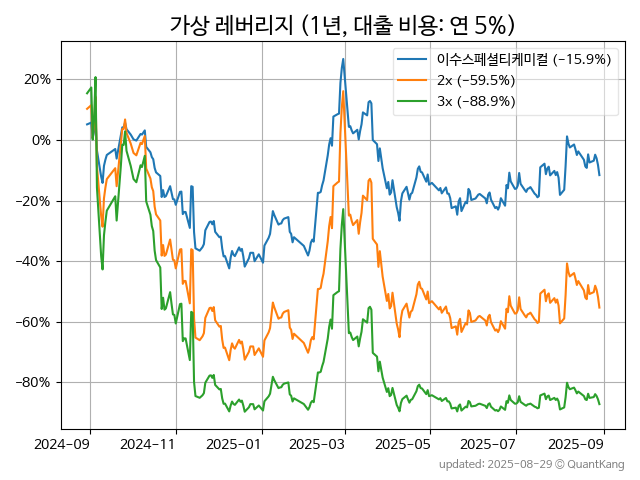 가상 레버리지 (1년, 대출 비용: 연 5%)
이수스페셜티케미컬 (−15.9%)
2x (−59.5%)
3x (−88.9%)
20%
0%
−20%
−40%
−60%
−80%
2024-09 2024-11 2025-01 2025-03 2025-05 2025-07 2025-09
updated: 2025-08-29 © QuantKang